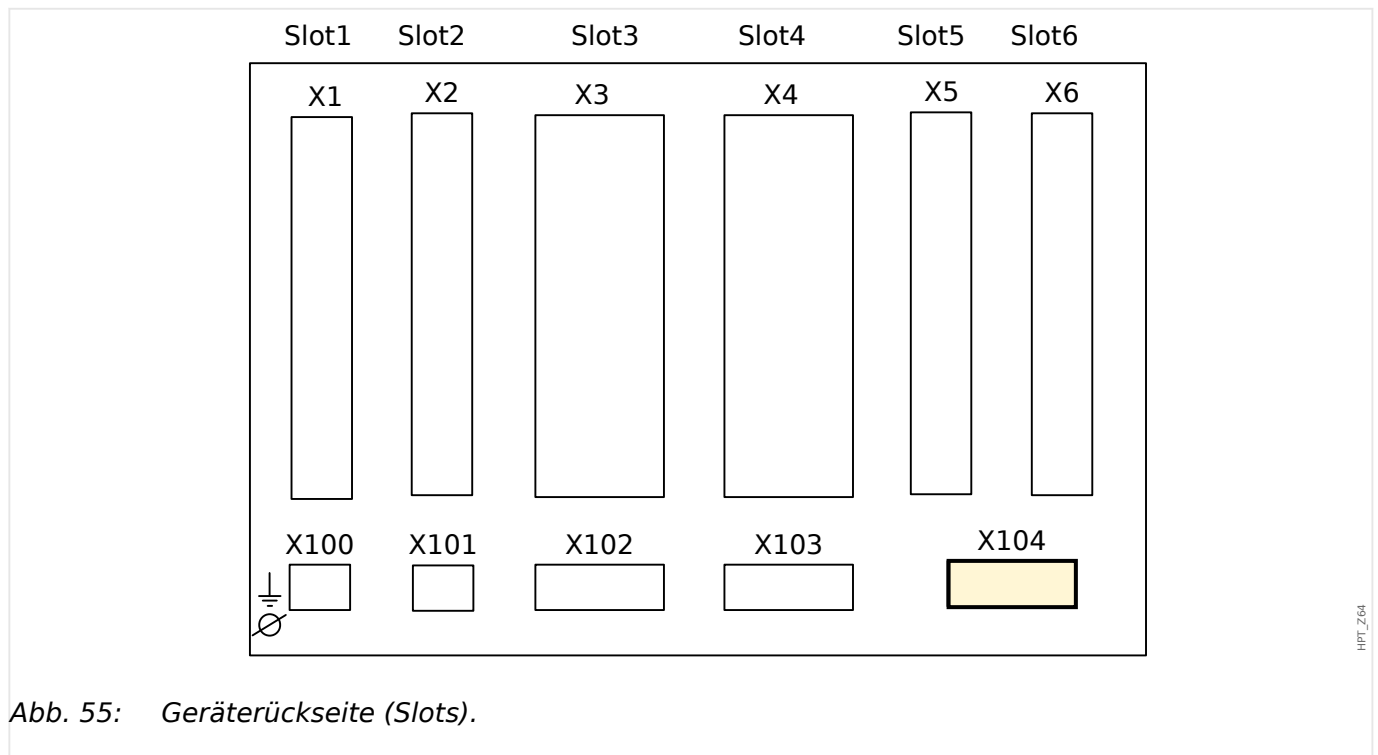 Slot1 Slot2 Slot3 Slot4 Slot5 Slot6
X1 X2 X3 X4 X5 X6
X100 X101 X102 X103 X104
HPT_Z64
Abb. 55: Geräterückseite (Slots).